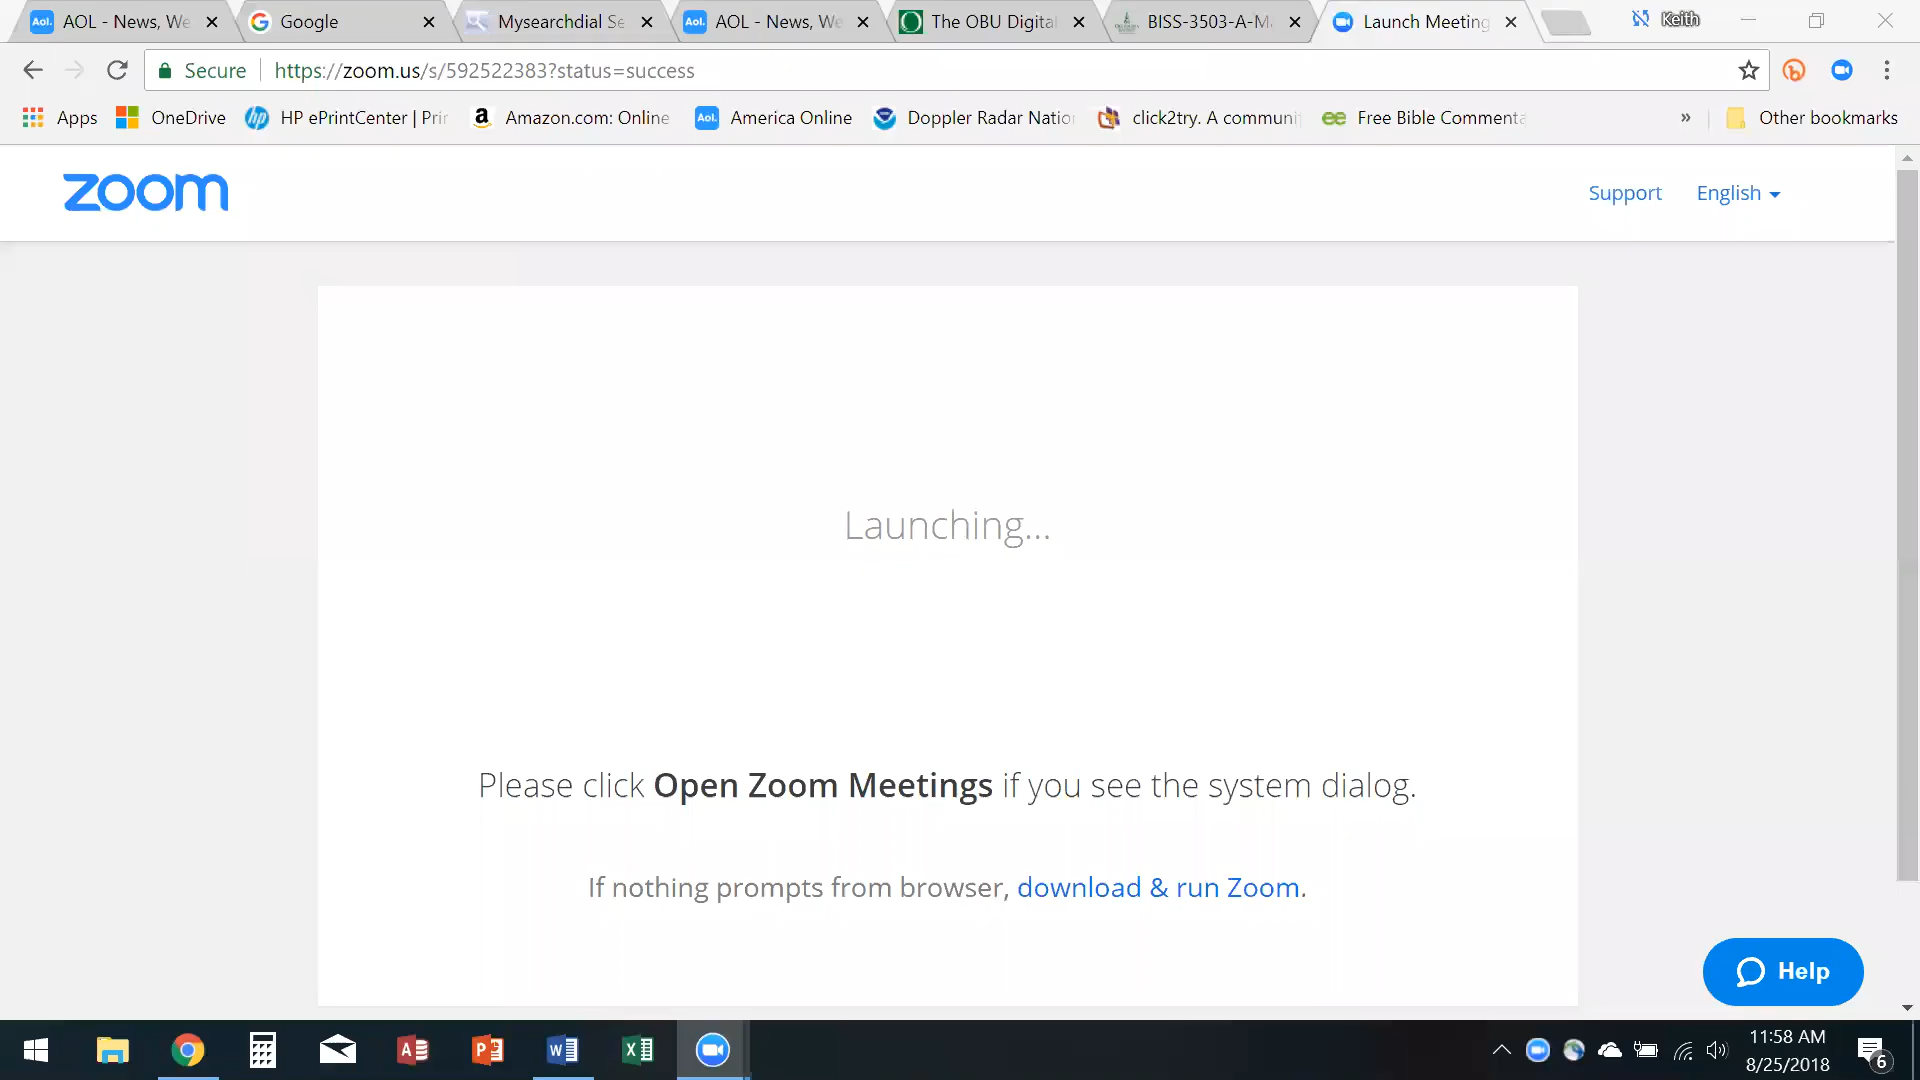 AOL - News, We
Google
Mysearchdial Se
AOL - News, We
The OBU Digital
BISS-3503-A-M
Launch Meeting
Keith
Secure
https://zoom.us/s/592522383?status=success
Apps
OneDrive
HP ePrintCenter | Prin
Amazon.com: Online
Aol.
America Online
Doppler Radar Natio
click2try. A communi
Free Bible Commenta
»
Other bookmarks
zoom
Support
English
Launching...
Please click Open Zoom Meetings if you see the system dialog.
If nothing prompts from browser, download & run Zoom.
Help
11:58 AM
8/25/2018
6